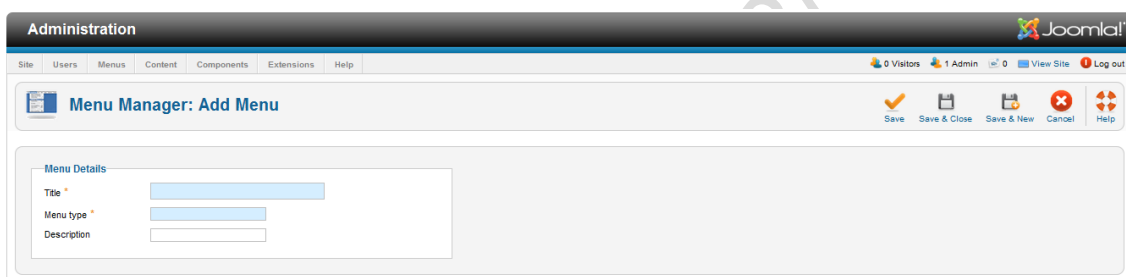 Administration
Joomla!
Site Users Menus Content Components Extensions Help
0 Visitors 1 Admin 0 View Site Log out
Menu Manager: Add Menu
Save Save & Close Save & New Cancel Help
Menu Details
Title *
Menu type *
Description